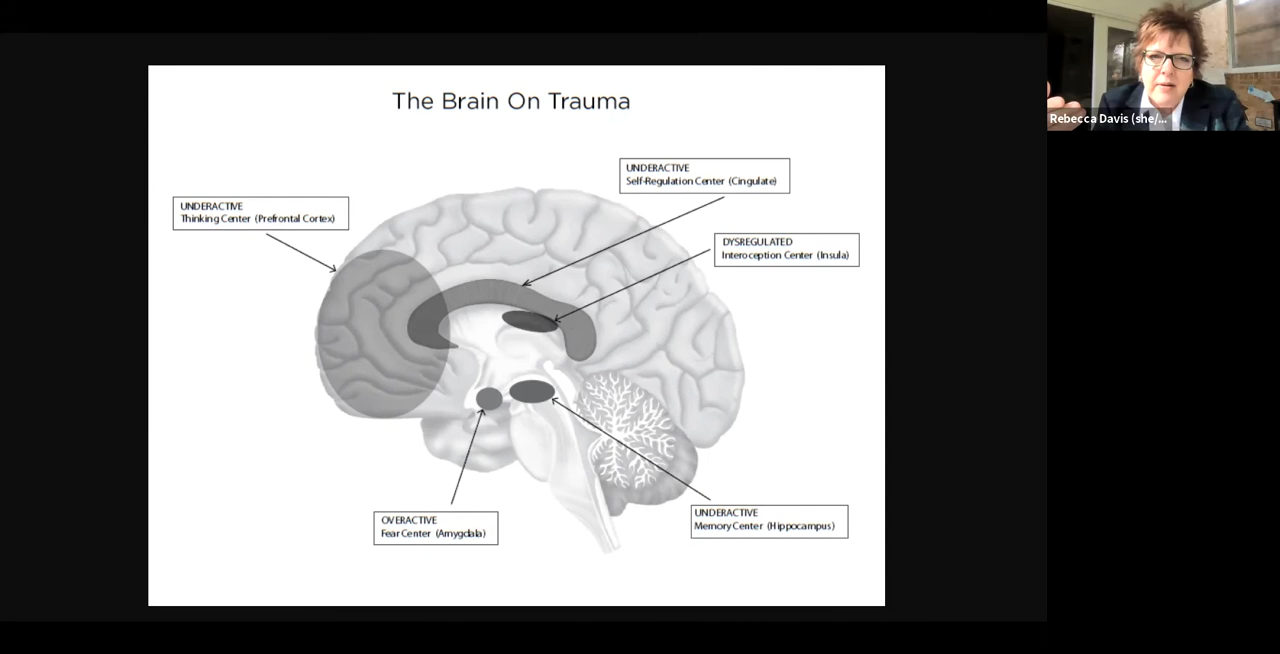 The Brain On Trauma
UNDERACTIVE
Self-Regulation Center (Cingulate)
UNDERACTIVE
Thinking Center (Prefrontal Cortex)
DYSREGULATED
Interoception Center (Insula)
OVERACTIVE
Fear Center (Amygdala)
UNDERACTIVE
Memory Center (Hippocampus)
Rebecca Davis (she/...